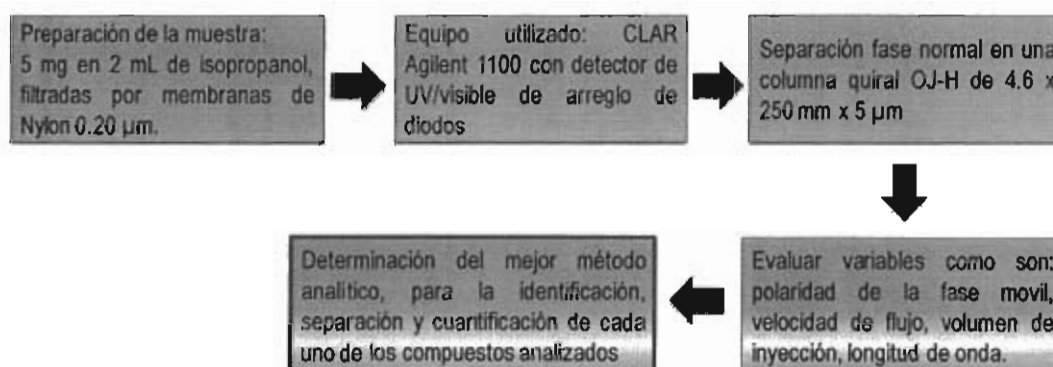 Preparación de la muestra:
5 mg en 2 mL de isopropanol,
filtradas por membranas de
Nylon 0.20 µm.
Equipo utilizado: CLAR
Agilent 1100 con detector de
UV/visible de arreglo de
diodos
Separación fase normal en una
columna quiral OJ-H de 4.6 x
250 mm x 5 µm
Evaluar variables como son:
polaridad de la fase movil,
velocidad de flujo, volumen de
inyección, longitud de onda.
Determinación del mejor método
analítico, para la identificación,
separación y cuantificación de cada
uno de los compuestos analizados